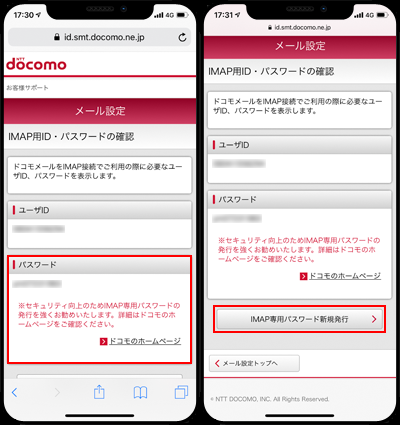 17:30
4G
id.smt.docomo.ne.jp
NTT
döcomo
お客様サポート
メール設定
IMAP用ID・パスワードの確認
ドコモメールをIMAP接続でご利用の際に必要なユーザID、パスワードを表示します。
ユーザID
パスワード
※セキュリティ向上のためIMAP専用パスワードの
発行を強くお勧めいたします。詳細はドコモのホー
ムページをご確認ください。
ドコモのホームページ
17:31
4G
id.smt.docomo.ne.jp
メール設定
IMAP用ID・パスワードの確認
ドコモメールをIMAP接続でご利用の際に必要なユー
ザID、パスワードを表示します。
ユーザID
パスワード
※セキュリティ向上のためIMAP専用パスワードの
発行を強くお勧めいたします。詳細はドコモのホー
ムページをご確認ください。
ドコモのホームページ
IMAP専用パスワード新規発行
メール設定トップへ
© NTT DOCOMO, INC. All Rights Reserved.